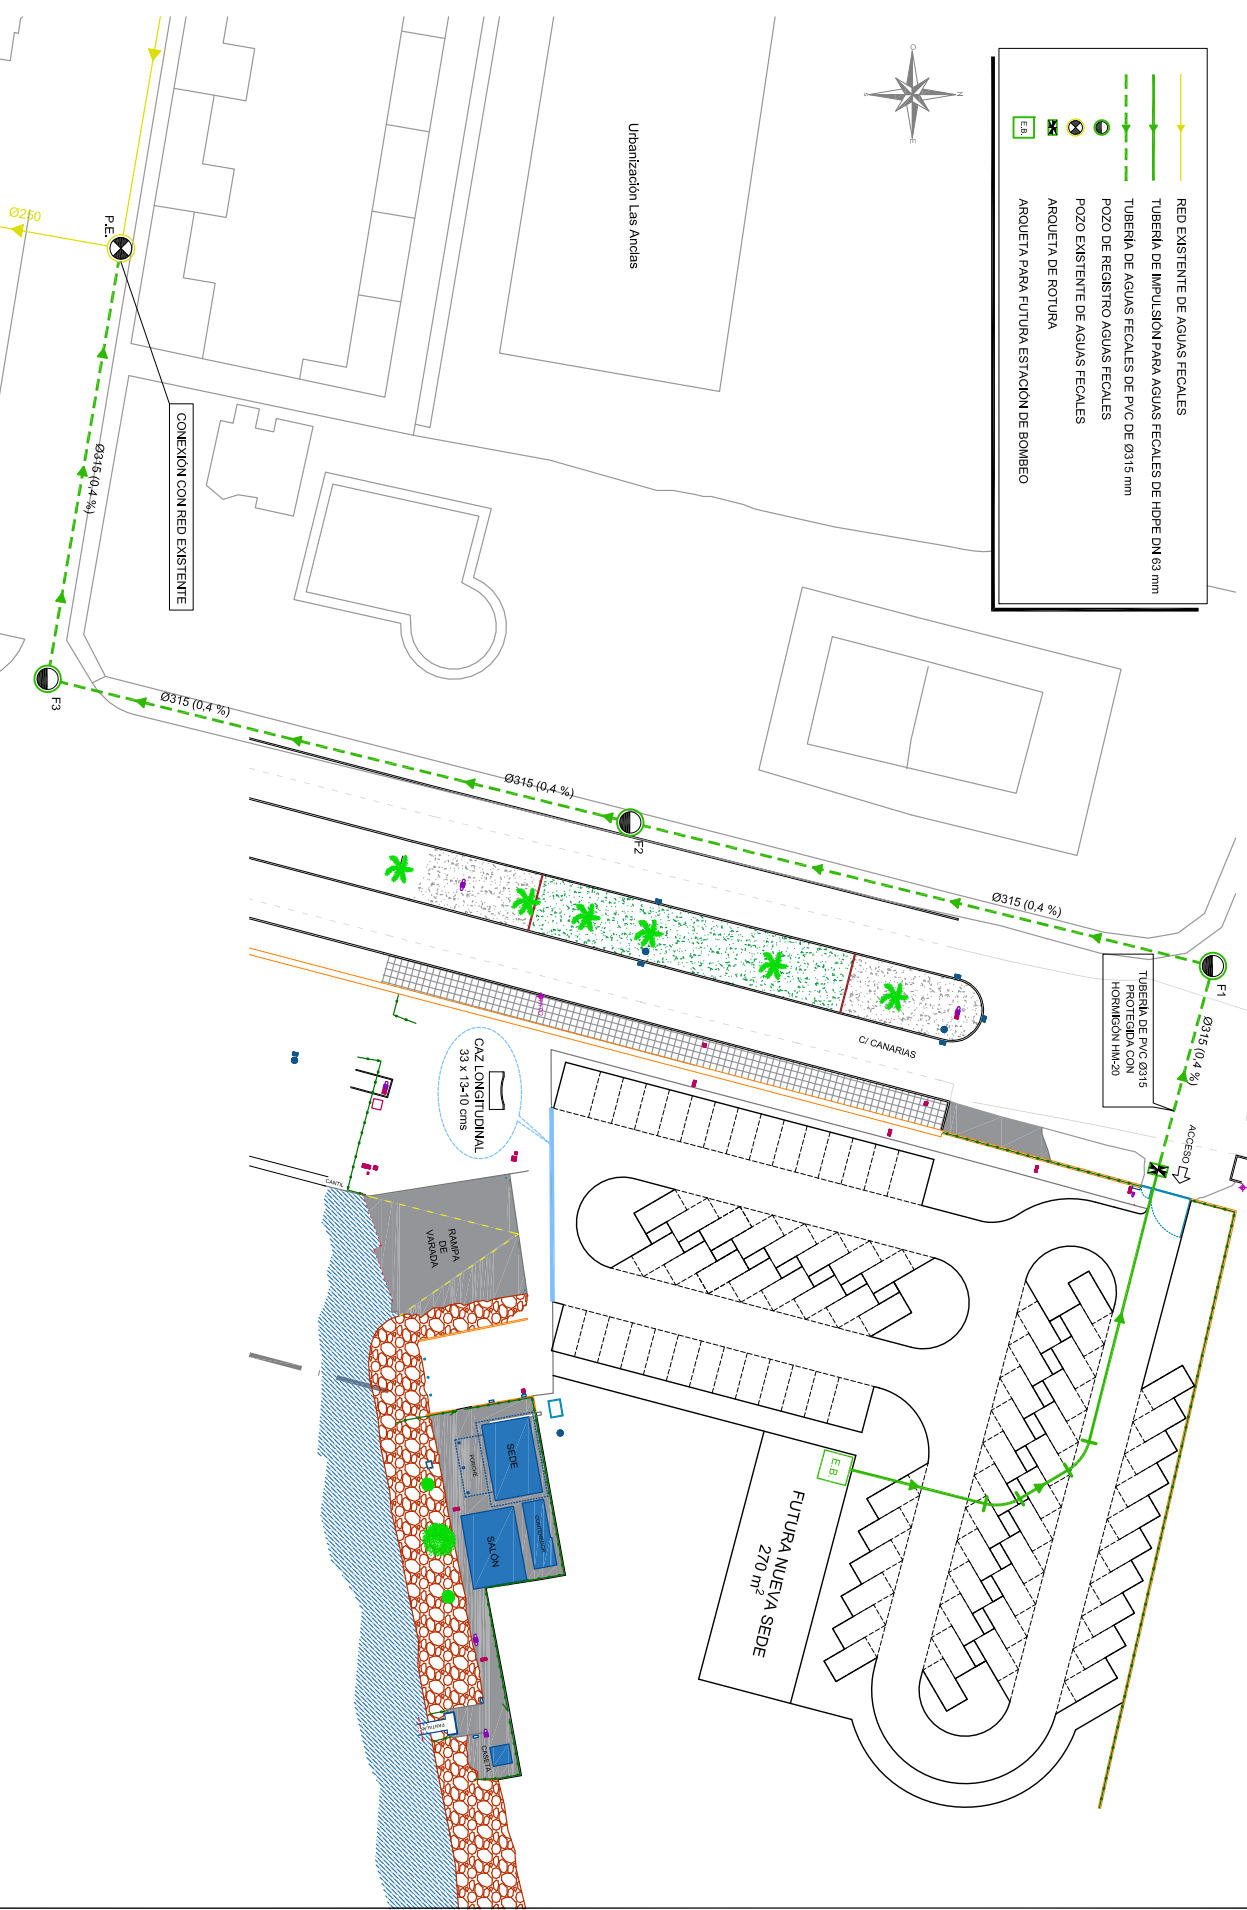 RED EXISTENTE DE AGUAS FECALES
TUBERÍA DE IMPULSIÓN PARA AGUAS FECALES DE HDPE DN 63 mm
TUBERÍA DE AGUAS FECALES DE PVC DE Ø315 mm
POZO DE REGISTRO AGUAS FECALES
POZO EXISTENTE DE AGUAS FECALES
ARQUETA DE ROTURA
E.B.
ARQUETA PARA FUTURA ESTACIÓN DE BOMBEO
O
N
S
E
Urbanización Las Anclas
Ø250
P.E.
CONEXIÓN CON RED EXISTENTE
Ø315 (0,4 %)
F3
Ø315 (0,4 %)
Ø315 (0,4 %)
F2
Ø315 (0,4 %)
F1
Ø315 (0,4 %)
TUBERÍA DE PVC Ø315
PROTEGIDA CON
HORMIGÓN HM-20
ACCESO
C/ CANARIAS
CAZ LONGITUDINAL
33 x 13-10 cms
CANTIL
RAMPA
DE
VARADA
SEDE
PORCHE
CONTENEDOR
SALÓN
PANTALÁN
CASETA
E.B.
FUTURA NUEVA SEDE
270 m²